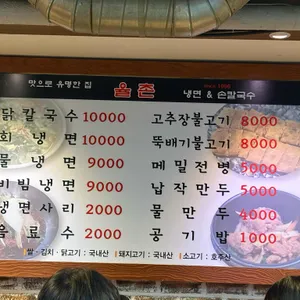 맛으로 유명한 집
율촌
since 1998
냉면 & 손칼국수
닭칼국수 10000
회냉면 10000
물냉면 9000
비빔냉면 9000
냉면사리 2000
음료수 2000
고추장불고기 8000
뚝배기불고기 8000
메밀전병 5000
납작만두 5000
물만두 4000
공기밥 1000
쌀·김치·닭고기 : 국내산 돼지고기 : 국내산 소고기 : 호주산